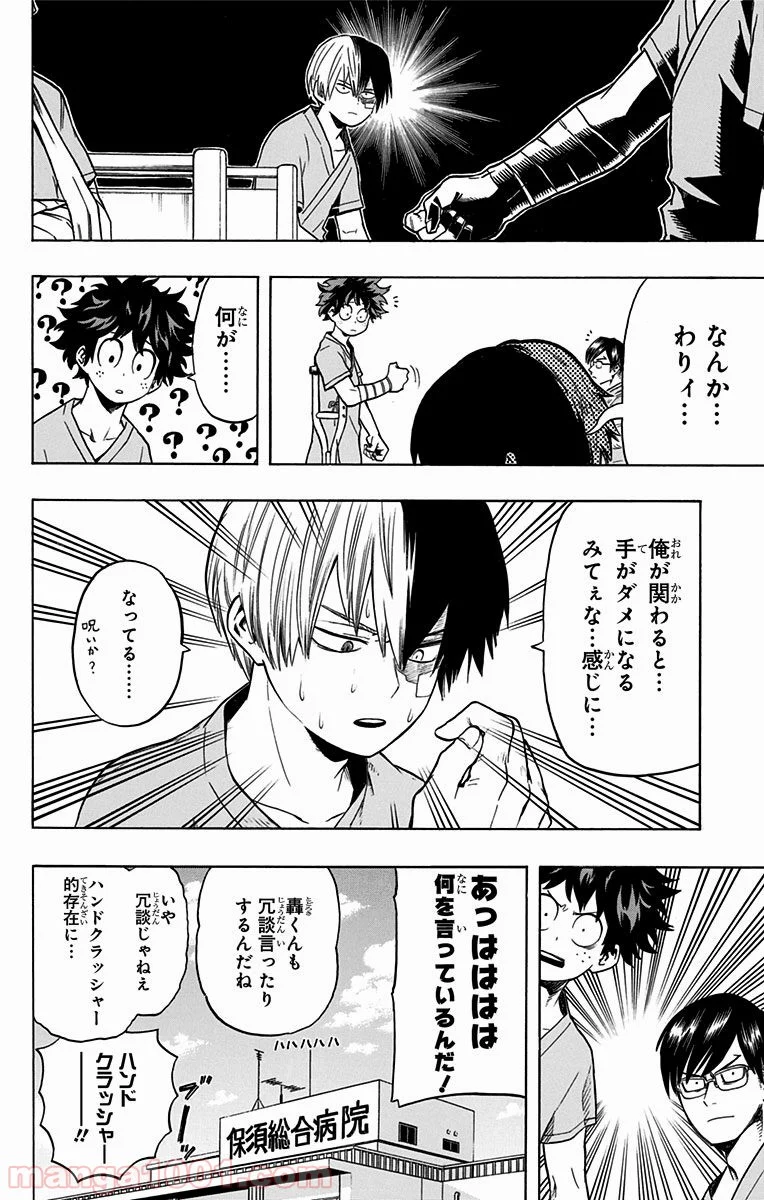 なんか…
わりィ…
何が……
？？？？？？？？？？？？？？？
俺が関わると…
手がダメになる
みてぇな…感じに…
なってる……
呪いか？
あっはははは
何を言っているんだ！
轟くんも
冗談言ったり
するんだね
ハハハハハハ
いや
冗談じゃねえ
ハンドクラッシャー
的存在に…
ハンド
クラッシャー
――!!
保須総合病院
manga1001.com